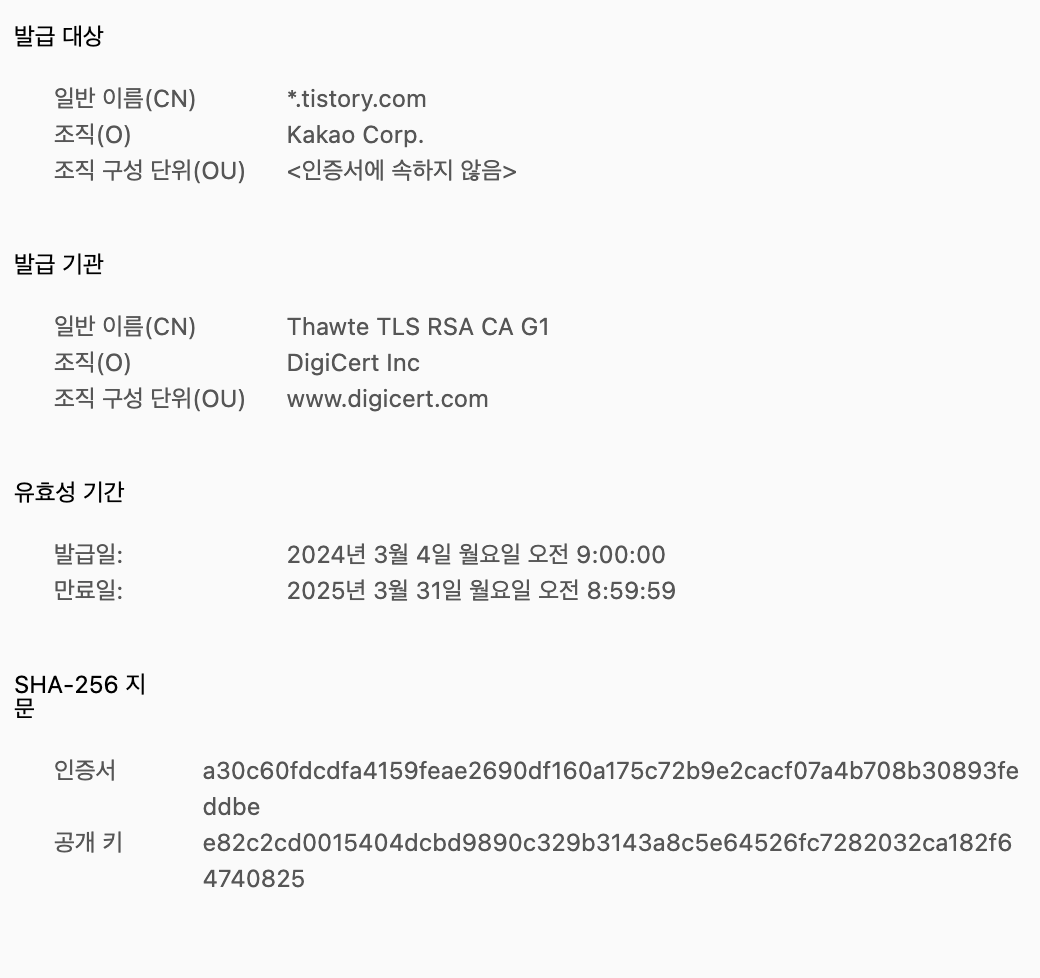 발급 대상
일반 이름(CN) *.tistory.com
조직(O) Kakao Corp.
조직 구성 단위(OU) <인증서에 속하지 않음>
발급 기관
일반 이름(CN) Thawte TLS RSA CA G1
조직(O) DigiCert Inc
조직 구성 단위(OU) www.digicert.com
유효성 기간
발급일: 2024년 3월 4일 월요일 오전 9:00:00
만료일: 2025년 3월 31일 월요일 오전 8:59:59
SHA-256 지
문
인증서 a30c60fdcdfa4159feae2690df160a175c72b9e2cacf07a4b708b30893fe
ddbe
공개 키 e82c2cd0015404dcbd9890c329b3143a8c5e64526fc7282032ca182f6
4740825